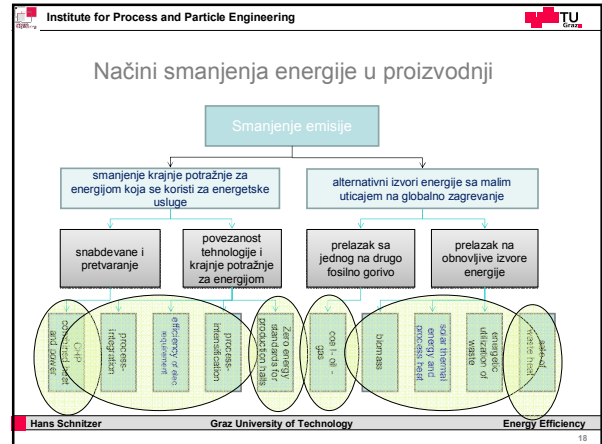 Institute for Process and Particle Engineering
TU
Graz
Načini smanjenja energije u proizvodnji
Smanjenje emisije
smanjenje krajnje potražnje za
energijom koja se koristi za energetske
usluge
alternativni izvori energije sa malim
uticajem na globalno zagrevanje
snabdevane i
pretvaranje
povezanost
tehnologije i
krajnje potražnje
za energijom
prelazak sa
jednog na drugo
fosilno gorivo
prelazak na
obnovljive izvore
energije
CHP
combined heat
and power
process-
integration
efficiency of elec
requirement
process-
intensification
Zero energy
standards for
production halls
coal - oil -
gas
biomass
solar thermal
energy and
process heat
energetic
utilization of
waste
waste heat
Hans Schnitzer
Graz University of Technology
Energy Efficiency
18